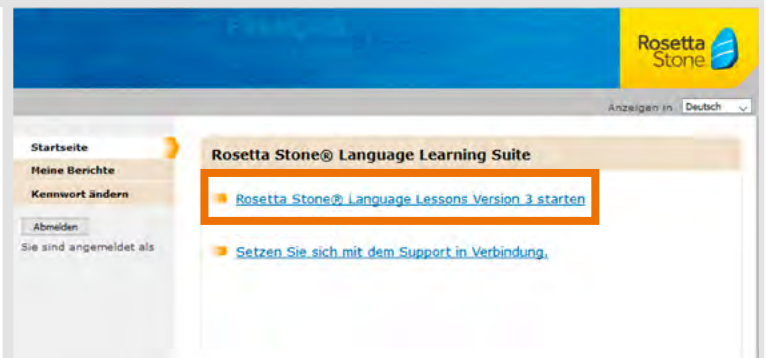 Rosetta
Stone
Anzeigen in Deutsch
Startseite
Meine Berichte
Kennwort ändern
Abmelden
Sie sind angemeldet als
Rosetta Stone® Language Learning Suite
Rosetta Stone® Language Lessons Version 3 starten
Setzen Sie sich mit dem Support in Verbindung.